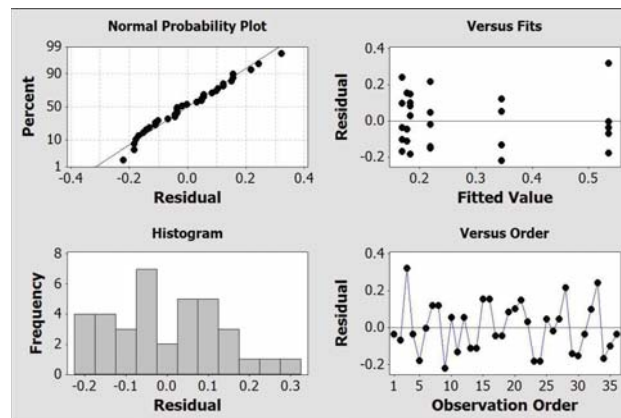 Normal Probability Plot
99
90
50
10
1
Percent
-0.4 -0.2 0.0 0.2 0.4
Residual
Versus Fits
0.4
0.2
0.0
-0.2
Residual
0.2 0.3 0.4 0.5
Fitted Value
Histogram
8
6
4
2
0
Frequency
-0.2 -0.1 0.0 0.1 0.2 0.3
Residual
Versus Order
0.4
0.2
0.0
-0.2
Residual
1 5 10 15 20 25 30 35
Observation Order